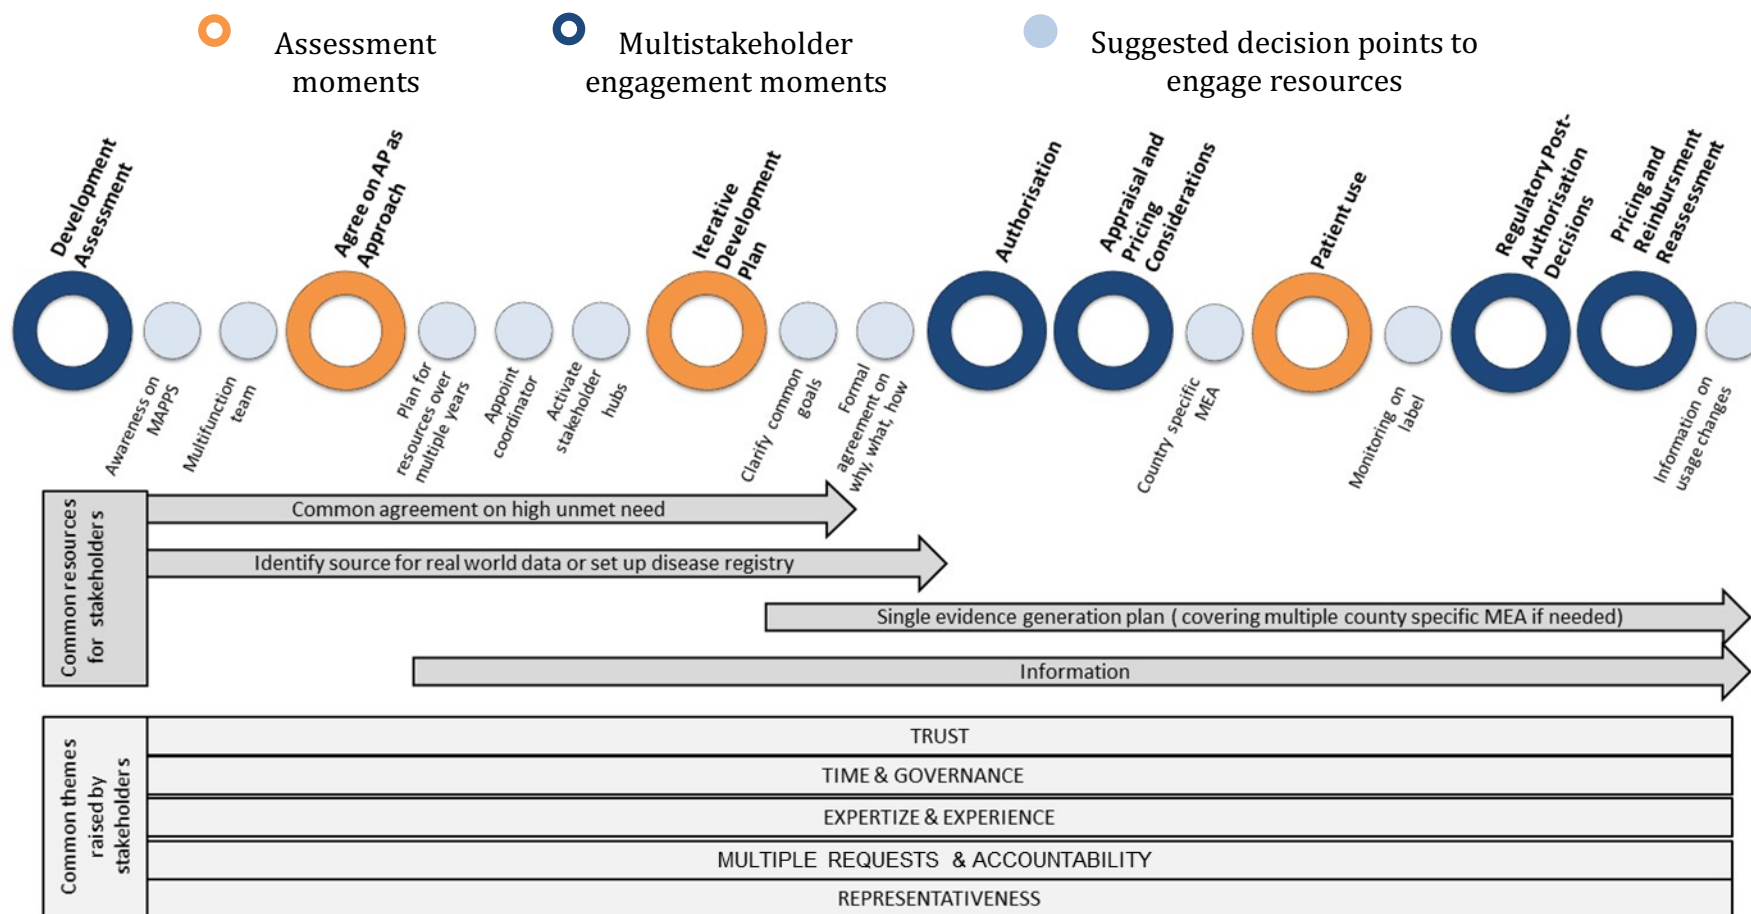 Assessment
moments
Multistakeholder
engagement moments
Suggested decision points to
engage resources
Development
Assessment
Agree on AP as
Approach
Iterative
Development
Plan
Authorisation
Appraisal and
Pricing
Considerations
Patient use
Regulatory Post-
Authorisation
Decisions
Pricing and
Reinbursment
Reassessment
Awareness on
MAPPS
Multifunction
team
Plan for
resources over
multiple years
Appoint
coordinator
Activate
stakeholder
hubs
Clarify common
goals
Formal
agreement on
why, what, how
Country specific
MEA
Monitoring on
label
Information on
usage changes
Common resources
for stakeholders
Common agreement on high unmet need
Identify source for real world data or set up disease registry
Single evidence generation plan ( covering multiple county specific MEA if needed)
Information
Common themes
raised by
stakeholders
TRUST
TIME & GOVERNANCE
EXPERTIZE & EXPERIENCE
MULTIPLE REQUESTS & ACCOUNTABILITY
REPRESENTATIVENESS